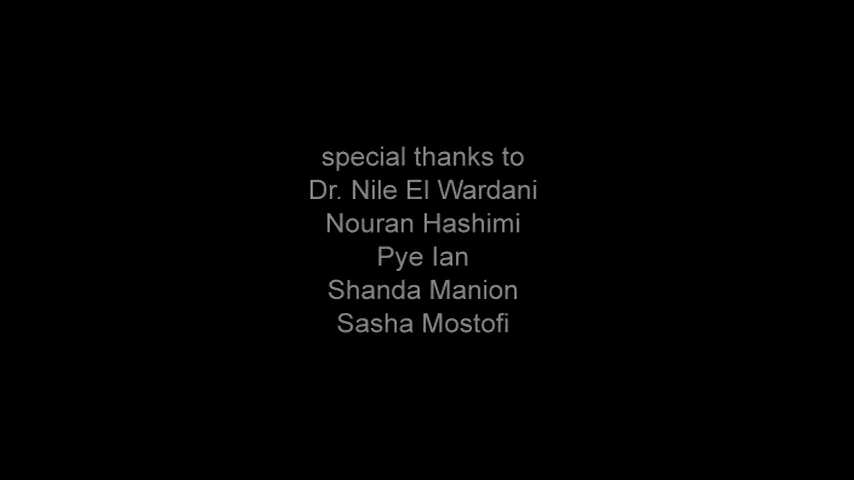 special thanks to
Dr. Nile El Wardani
Nouran Hashimi
Pye Ian
Shanda Manion
Sasha Mostofi